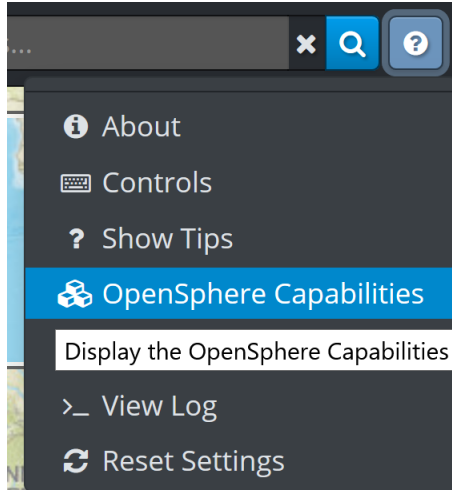 ...
About
Controls
? Show Tips
OpenSphere Capabilities
Display the OpenSphere Capabilities
>_ View Log
Reset Settings